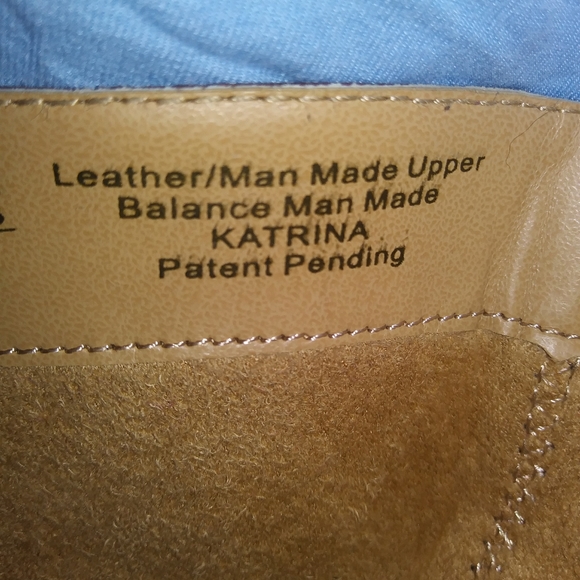 Leather/Man Made Upper
Balance Man Made
KATRINA
Patent Pending